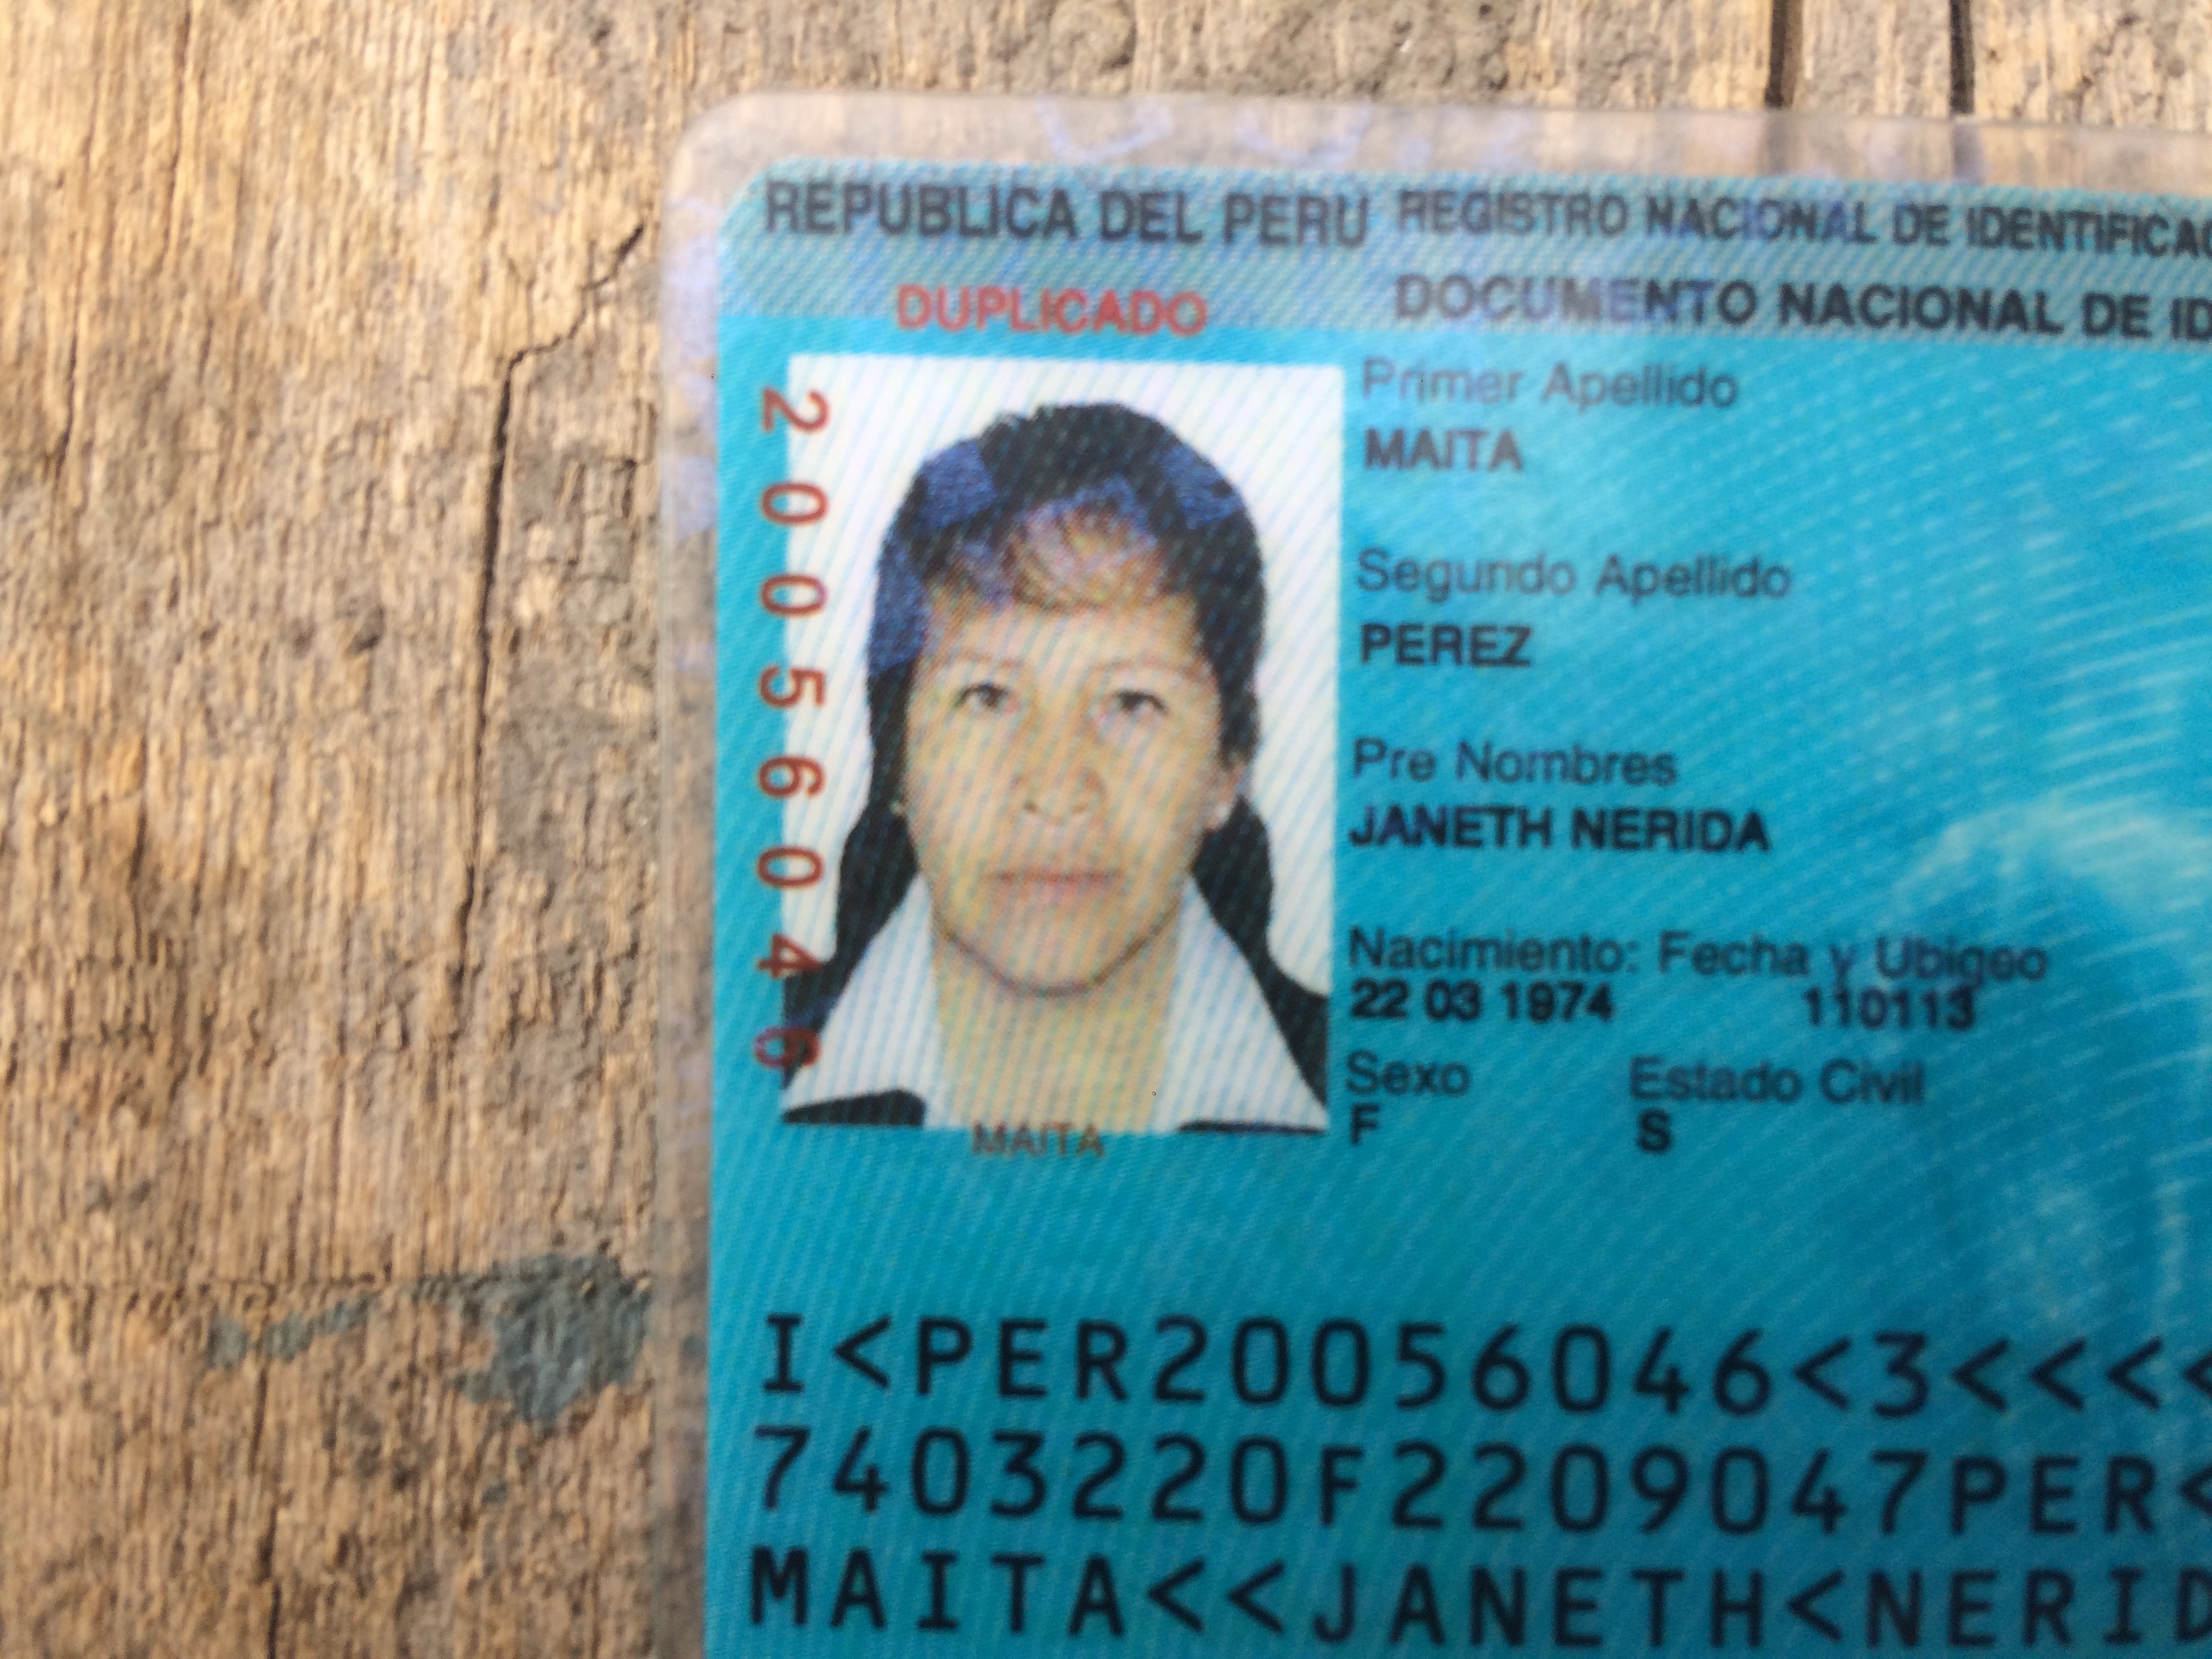 REPUBLICA DEL PERU REGISTRO NACIONAL DE IDENTIFICAC
DUPLICADO
DOCUMENTO NACIONAL DE ID
20056046
Primer Apellido
MAITA
Segundo Apellido
PEREZ
Pre Nombres
JANETH NERIDA
Nacimiento: Fecha y Ubigeo
22 03 1974 110113
Sexo Estado Civil
F S
MAITA
I<PER20056046<3<<<<
7403220F2209047PER<
MAITA<<JANETH<NERID